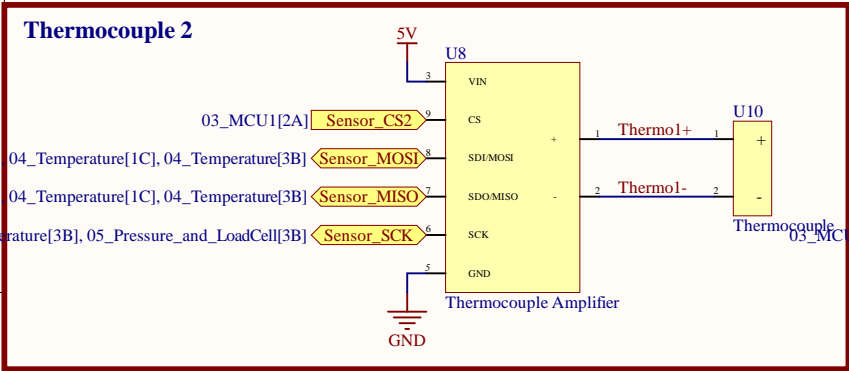 Thermocouple 2
5V
U8
3 VIN
03_MCU1[2A] Sensor_CS2 9 CS
U10
+ 1 Thermo1+ 1 +
04_Temperature[1C], 04_Temperature[3B] Sensor_MOSI 8 SDI/MOSI
04_Temperature[1C], 04_Temperature[3B] Sensor_MISO 7 SDO/MISO - 2 Thermo1- 2 -
Thermocouple
erature[3B], 05_Pressure_and_LoadCell[3B] Sensor_SCK 6 SCK
03_MCU
5 GND
Thermocouple Amplifier
GND